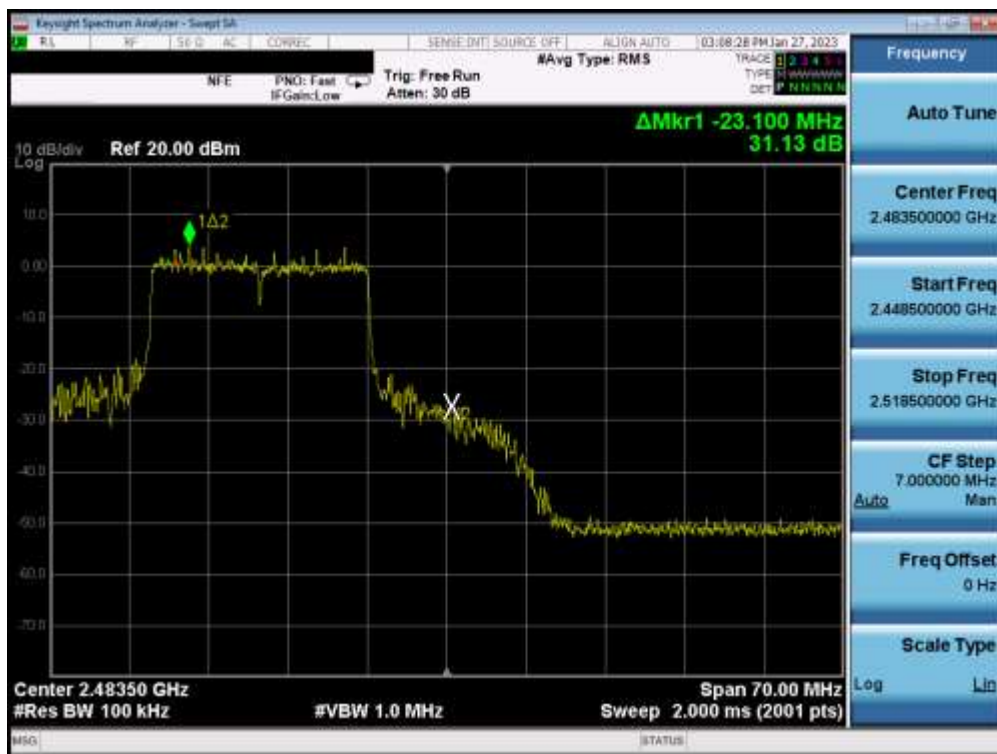 Keysight Spectrum Analyzer - Swept SA
RL RF 50 Ω AC CORREC SENSE:INT SOURCE OFF ALIGN AUTO 03:08:28 PM Jan 27, 2023
Frequency
#Avg Type: RMS
TRACE 1 2 3 4 5 6
NFE PNO: Fast Trig: Free Run
TYPE M W W W W W
IFGain:Low Atten: 30 dB
DET P N N N N N
Auto Tune
ΔMkr1 -23.100 MHz
31.13 dB
10 dB/div Ref 20.00 dBm
Log
10.0
0.00
-10.0
-20.0
-30.0
-40.0
-50.0
-60.0
-70.0
1Δ2
X
Center Freq
2.483500000 GHz
Start Freq
2.448500000 GHz
Stop Freq
2.518500000 GHz
CF Step
7.000000 MHz
Auto Man
Freq Offset
0 Hz
Scale Type
Log Lin
Center 2.48350 GHz Span 70.00 MHz
#Res BW 100 kHz #VBW 1.0 MHz Sweep 2.000 ms (2001 pts)
MSG STATUS